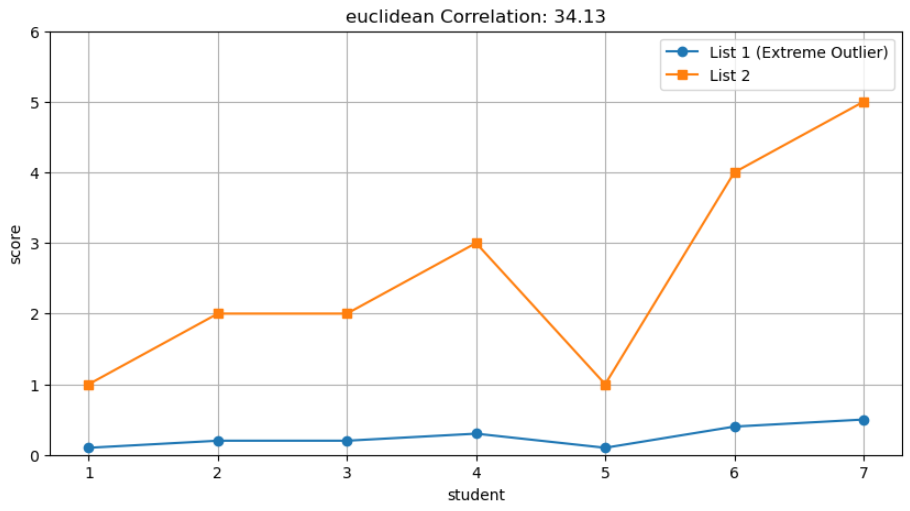 euclidean Correlation: 34.13
List 1 (Extreme Outlier)
List 2
6
5
4
3
2
1
0
score
1 2 3 4 5 6 7
student